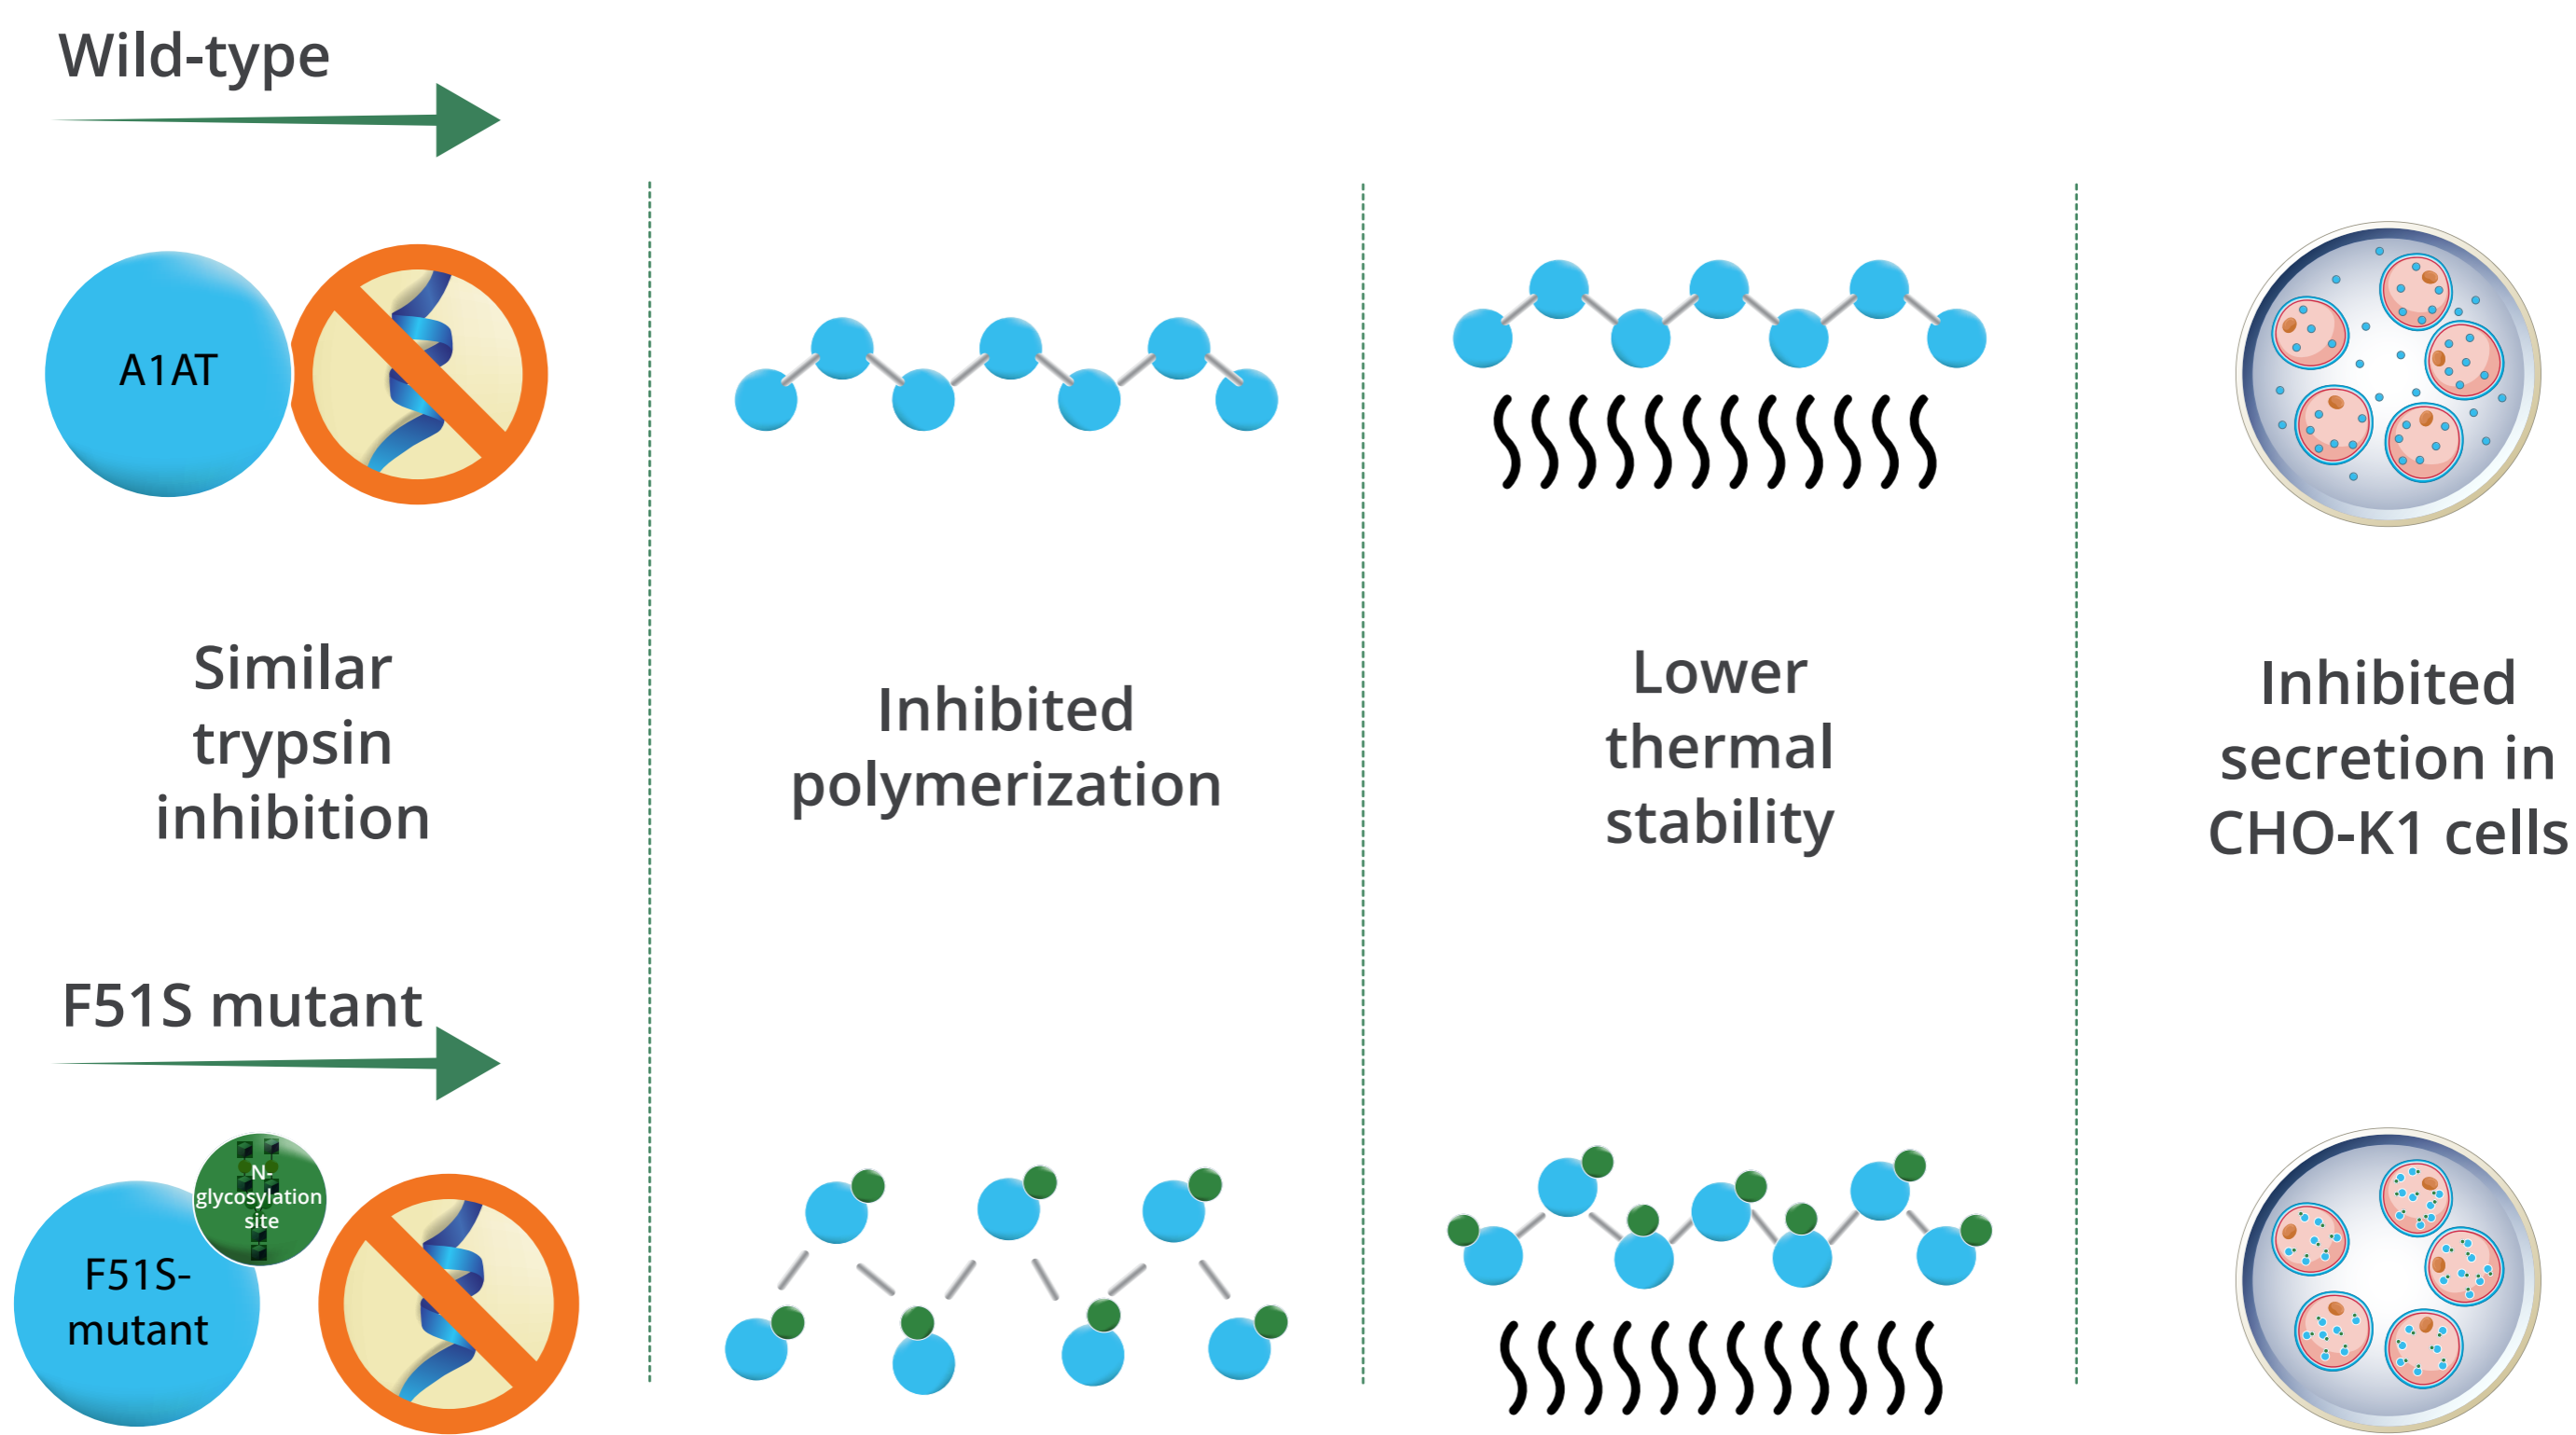 Wild-type
A1AT
Similar
trypsin
inhibition
Inhibited
polymerization
Lower
thermal
stability
Inhibited
secretion in
CHO-K1 cells
F51S mutant
N-
glycosylation
site
F51S-
mutant